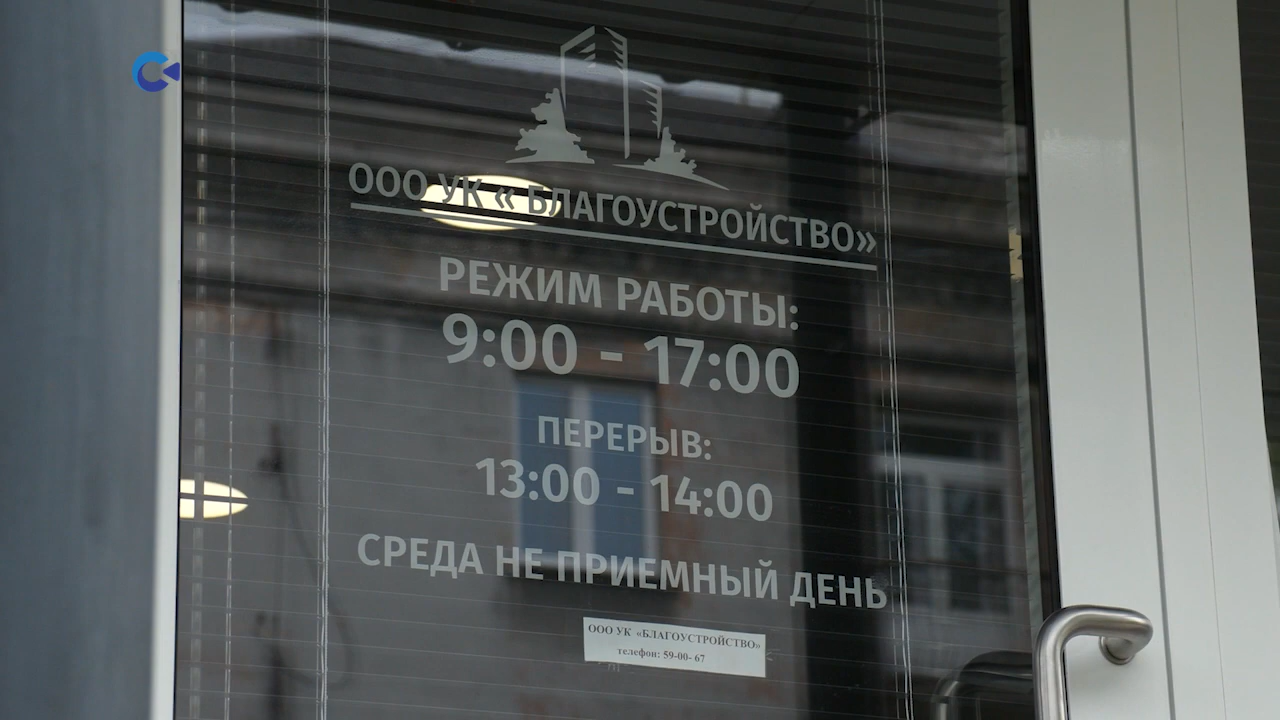 ООО УК « БЛАГОУСТРОЙСТВО»
РЕЖИМ РАБОТЫ:
9:00 - 17:00
ПЕРЕРЫВ:
13:00 - 14:00
СРЕДА НЕ ПРИЕМНЫЙ ДЕНЬ
ООО УК «БЛАГОУСТРОЙСТВО»
телефон: 59-00- 67